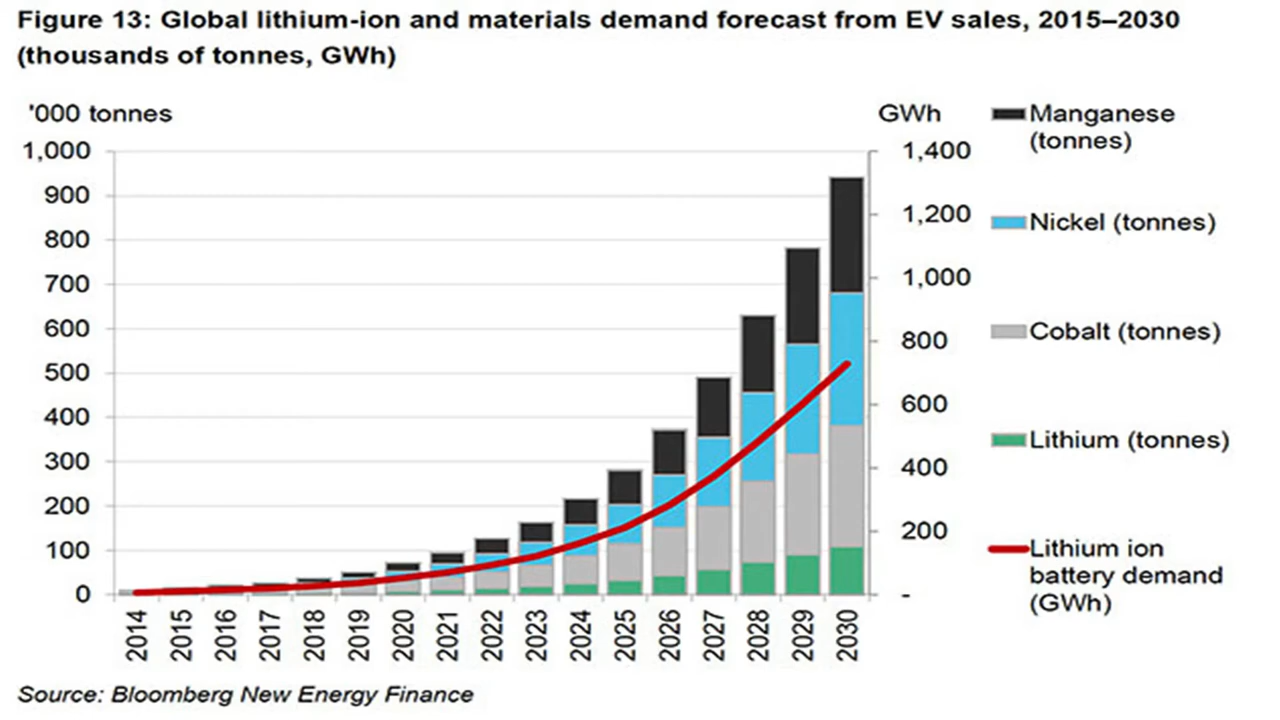 Figure 13: Global lithium-ion and materials demand forecast from EV sales, 2015–2030
(thousands of tonnes, GWh)
'000 tonnes
GWh
1,000
900
800
700
600
500
400
300
200
100
0
1,400
1,200
1,000
800
600
400
200
-
2014
2015
2016
2017
2018
2019
2020
2021
2022
2023
2024
2025
2026
2027
2028
2029
2030
Manganese
(tonnes)
Nickel (tonnes)
Cobalt (tonnes)
Lithium (tonnes)
Lithium ion
battery demand
(GWh)
Source: Bloomberg New Energy Finance